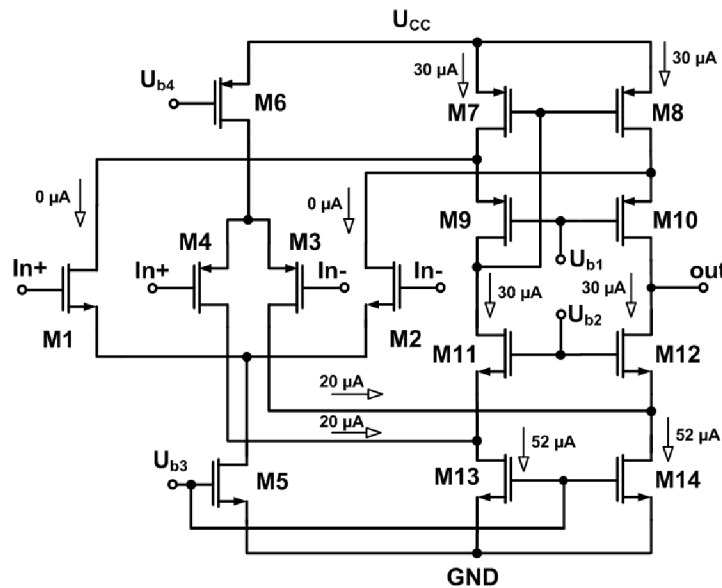 UCC
30 µA
30 µA
Ub4
M6
M7
M8
0 µA
0 µA
M4
M3
M9
M10
In+
In+
In-
In-
Ub1
out
30 µA
30 µA
Ub2
M1
M2
M11
M12
20 µA
20 µA
Ub3
M5
52 µA
52 µA
M13
M14
GND